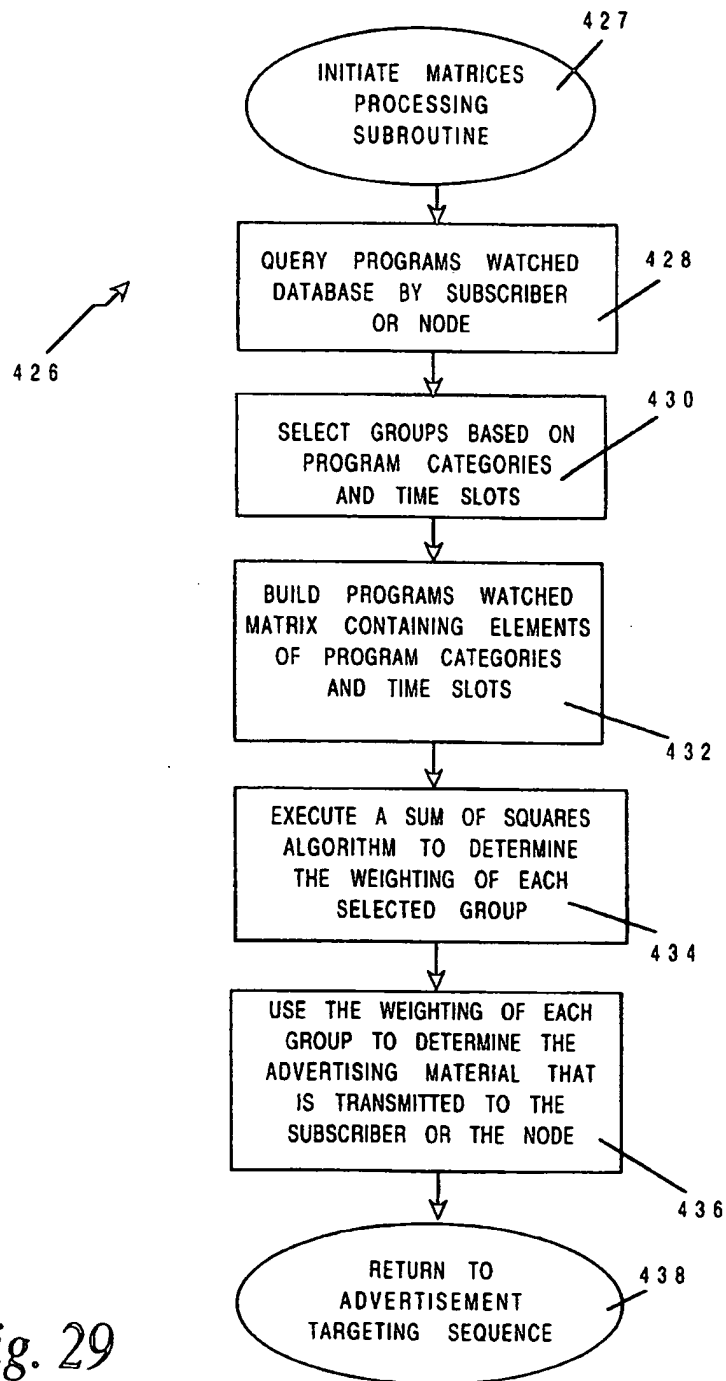 427
INITIATE MATRICES
PROCESSING
SUBROUTINE
QUERY PROGRAMS WATCHED
DATABASE BY SUBSCRIBER
OR NODE
428
426
430
SELECT GROUPS BASED ON
PROGRAM CATEGORIES
AND TIME SLOTS
BUILD PROGRAMS WATCHED
MATRIX CONTAINING ELEMENTS
OF PROGRAM CATEGORIES
AND TIME SLOTS
432
EXECUTE A SUM OF SQUARES
ALGORITHM TO DETERMINE
THE WEIGHTING OF EACH
SELECTED GROUP
434
USE THE WEIGHTING OF EACH
GROUP TO DETERMINE THE
ADVERTISING MATERIAL THAT
IS TRANSMITTED TO THE
SUBSCRIBER OR THE NODE
436
RETURN TO
ADVERTISEMENT
TARGETING SEQUENCE
438
g. 29